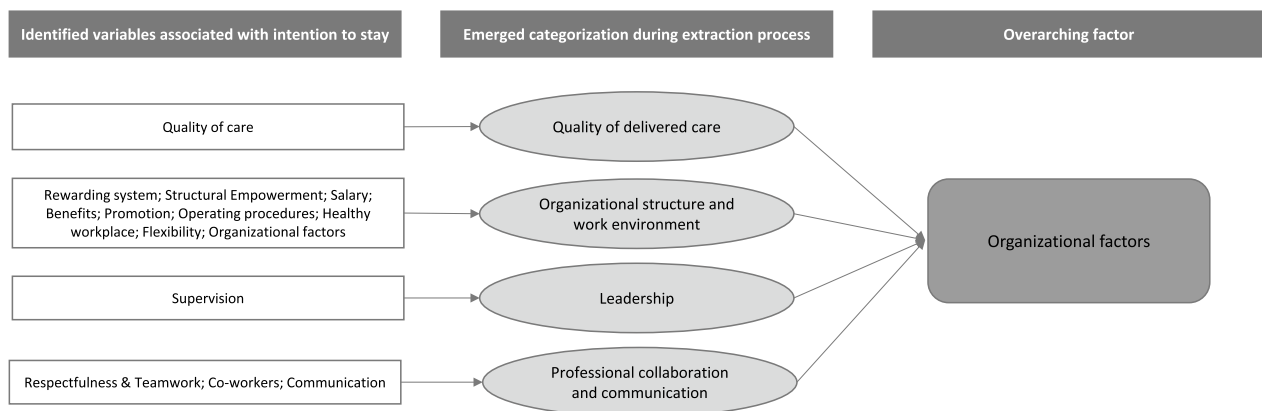 Identified variables associated with intention to stay
Emerged categorization during extraction process
Overarching factor
Quality of care
Quality of delivered care
Rewarding system; Structural Empowerment; Salary;
Benefits; Promotion; Operating procedures; Healthy
workplace; Flexibility; Organizational factors
Organizational structure and
work environment
Organizational factors
Supervision
Leadership
Respectfulness & Teamwork; Co-workers; Communication
Professional collaboration
and communication